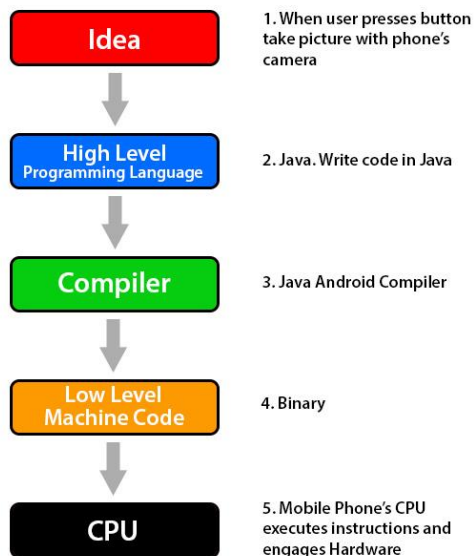 Idea
1. When user presses button
take picture with phone's
camera
High Level
Programming Language
2. Java. Write code in Java
Compiler
3. Java Android Compiler
Low Level
Machine Code
4. Binary
CPU
5. Mobile Phone's CPU
executes instructions and
engages Hardware